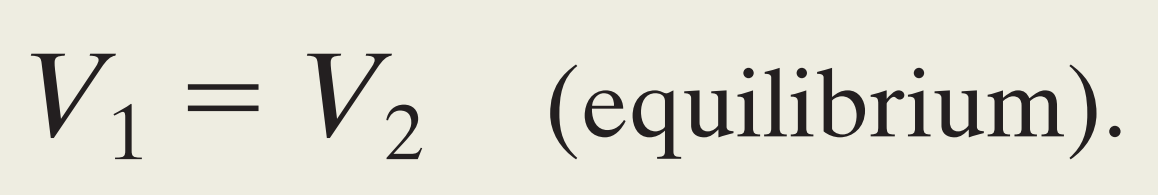 V₁ = V₂ (equilibrium).